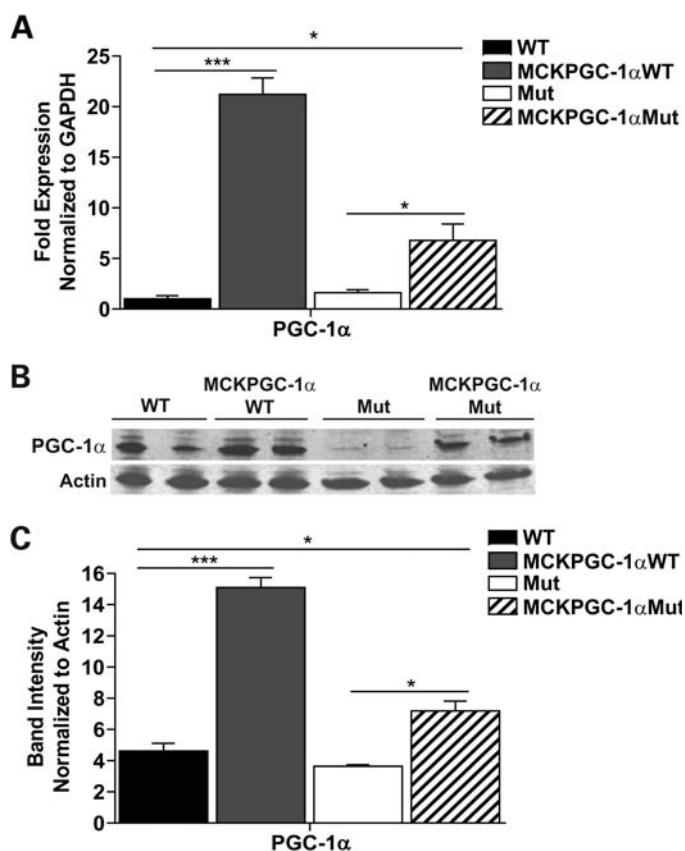 A
*
***
*
25
20
15
10
5
0
Fold Expression
Normalized to GAPDH
PGC-1α
WT
MCKPGC-1αWT
Mut
MCKPGC-1αMut
B
MCKPGC-1α MCKPGC-1α
WT WT Mut Mut
PGC-1α
Actin
C
*
***
*
16
14
12
10
8
6
4
2
0
Band Intensity
Normalized to Actin
PGC-1α
WT
MCKPGC-1αWT
Mut
MCKPGC-1αMut